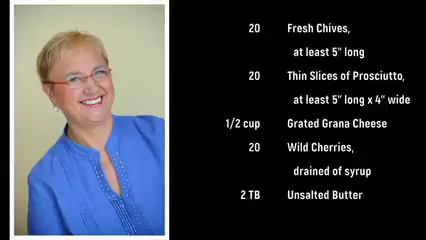 20 Fresh Chives,
at least 5" long
20 Thin Slices of Prosciutto,
at least 5" long x 4" wide
1/2 cup Grated Grana Cheese
20 Wild Cherries,
drained of syrup
2 TB Unsalted Butter